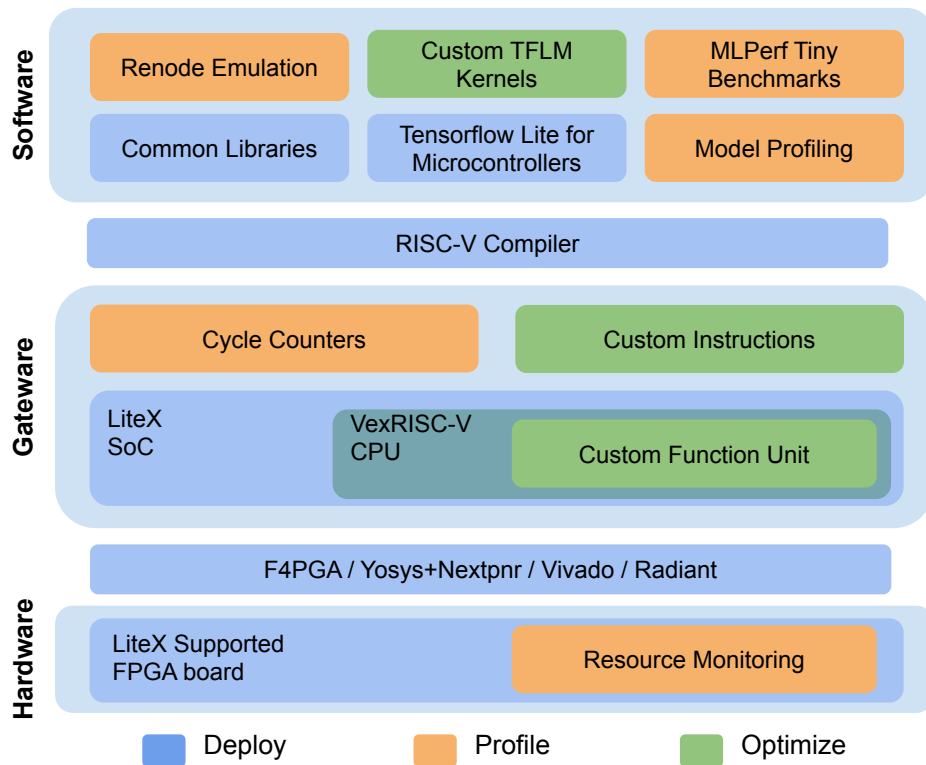 Software
Renode Emulation
Custom TFLM
Kernels
MLPerf Tiny
Benchmarks
Common Libraries
Tensorflow Lite for
Microcontrollers
Model Profiling
RISC-V Compiler
Gateware
Cycle Counters
Custom Instructions
LiteX
SoC
VexRISC-V
CPU
Custom Function Unit
F4PGA / Yosys+Nextpnr / Vivado / Radiant
Hardware
LiteX Supported
FPGA board
Resource Monitoring
Deploy
Profile
Optimize